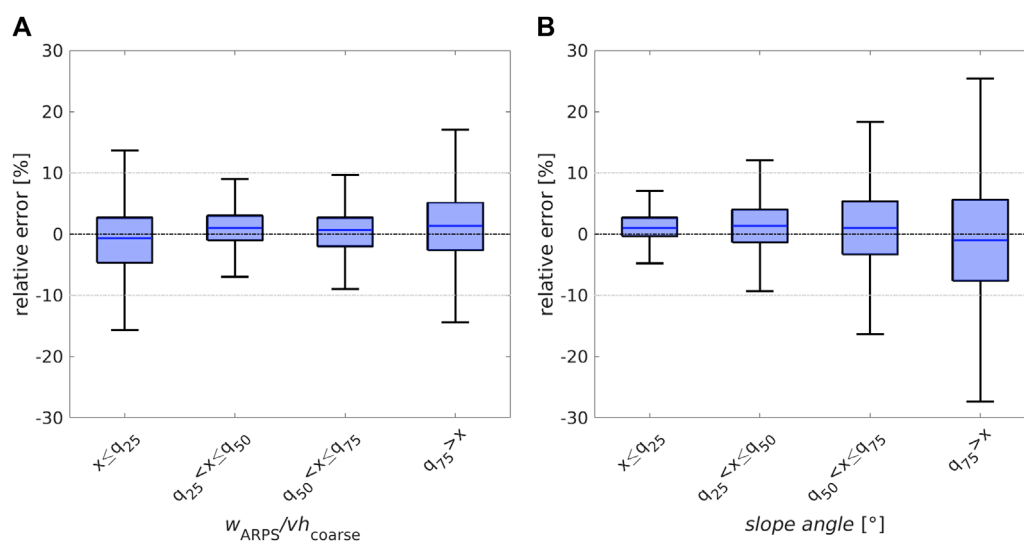 A
30
20
10
0
-10
-20
-30
relative error [%]
x≤q25
q25<x≤q50
q50<x≤q75
q75>x
wARPS/vhcoarse
B
30
20
10
0
-10
-20
-30
relative error [%]
x≤q25
q25<x≤q50
q50<x≤q75
q75>x
slope angle [°]